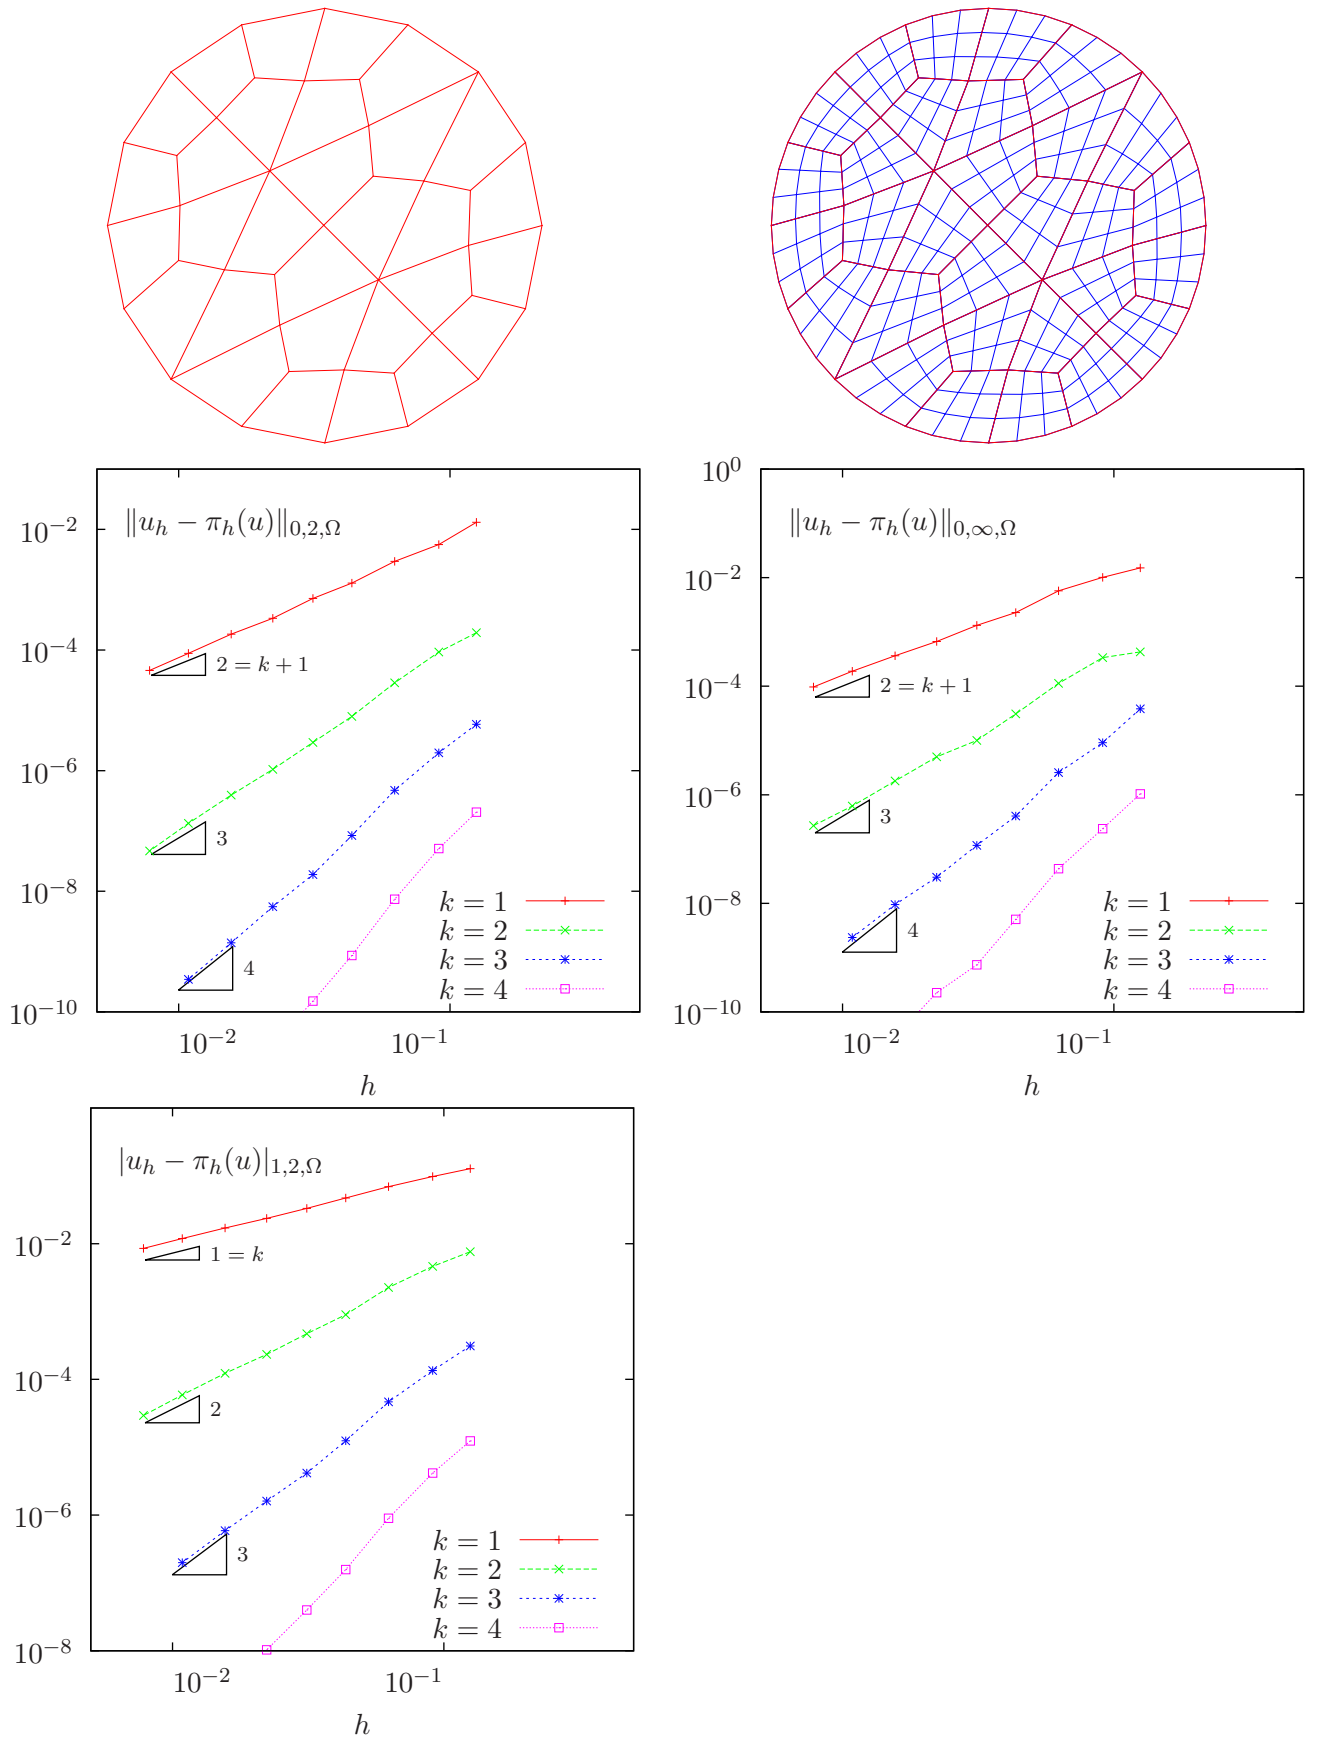 ‖u_h − π_h(u)‖_{0,2,Ω}
10^{−2}
10^{−4}
10^{−6}
10^{−8}
10^{−10}
2 = k + 1
3
4
k = 1
k = 2
k = 3
k = 4
10^{−2} 10^{−1}
h
‖u_h − π_h(u)‖_{0,∞,Ω}
10^{0}
10^{−2}
10^{−4}
10^{−6}
10^{−8}
10^{−10}
2 = k + 1
3
4
k = 1
k = 2
k = 3
k = 4
10^{−2} 10^{−1}
h
|u_h − π_h(u)|_{1,2,Ω}
10^{−2}
10^{−4}
10^{−6}
10^{−8}
1 = k
2
3
k = 1
k = 2
k = 3
k = 4
10^{−2} 10^{−1}
h